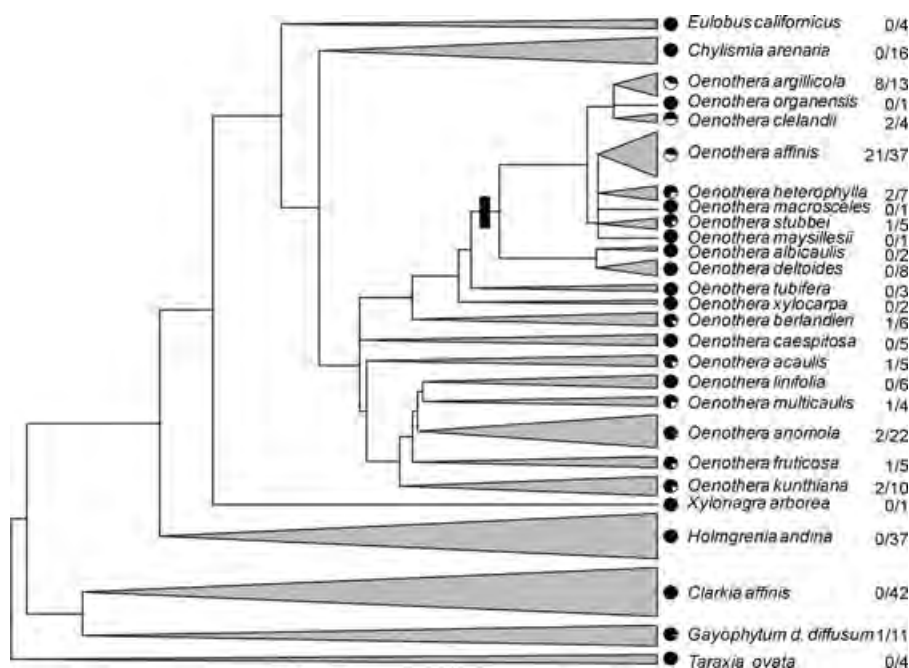 Eulobus californicus 0/4
Chylismia arenaria 0/16
Oenothera argillicola 8/13
Oenothera organensis 0/1
Oenothera clelandii 2/4
Oenothera affinis 21/37
Oenothera heterophylla 2/7
Oenothera macrosceles 0/1
Oenothera stubbei 1/5
Oenothera maysillesii 0/1
Oenothera albicaulis 0/2
Oenothera deltoides 0/8
Oenothera tubifera 0/3
Oenothera xylocarpa 0/2
Oenothera berlandieri 1/6
Oenothera caespitosa 0/5
Oenothera acaulis 1/5
Oenothera linifolia 0/6
Oenothera multicaulis 1/4
Oenothera anomola 2/22
Oenothera fruticosa 1/5
Oenothera kunthiana 2/10
Xylonagra arborea 0/1
Holmgrenia andina 0/37
Clarkia affinis 0/42
Gayophytum d. diffusum 1/11
Taraxia ovata 0/4